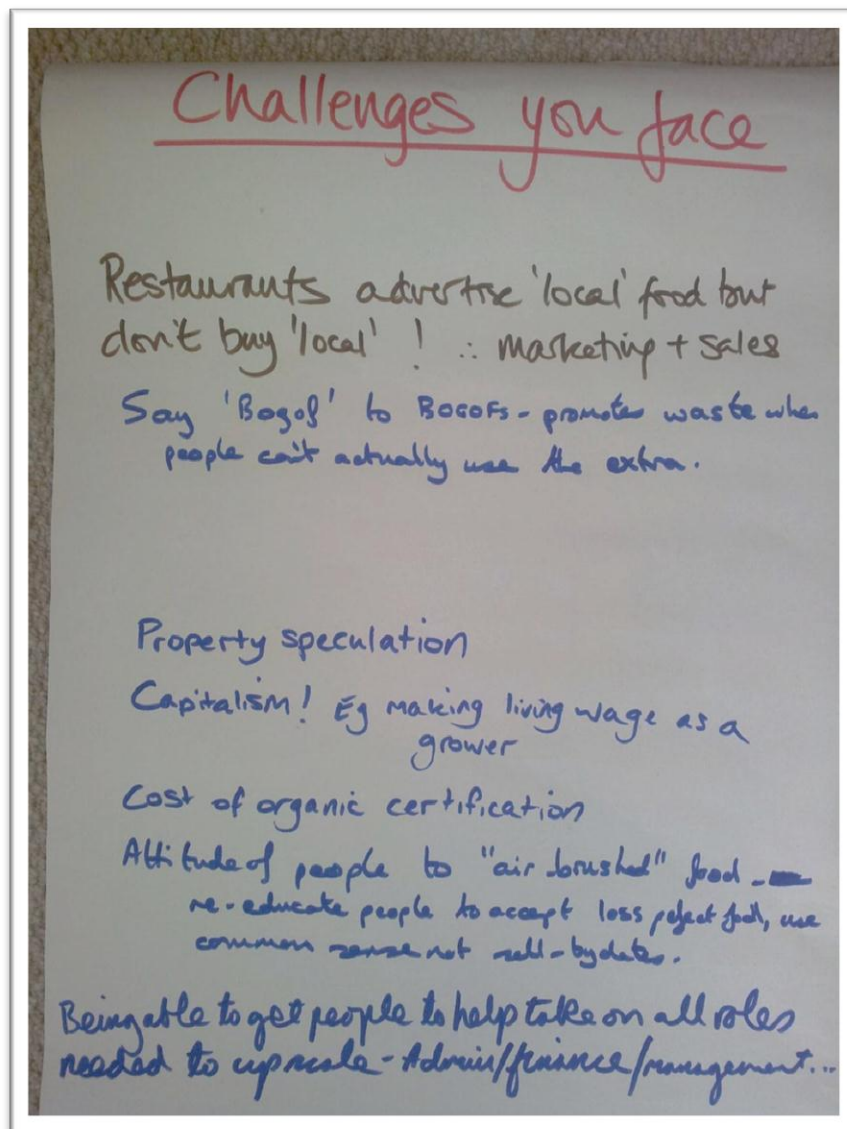 Challenges you face
Restaurants advertise 'local' food but
don't buy 'local' ! ∴ marketing + sales
Say 'Bogof' to BOGOFs - promotes waste when
people can't actually use the extra.
Property speculation
Capitalism! Eg making living wage as a
grower
Cost of organic certification
Attitude of people to "air brushed" food -
re-educate people to accept less perfect food, use
common sense not sell-by dates.
Being able to get people to help take on all roles
needed to upscale - Admin/finance/management...